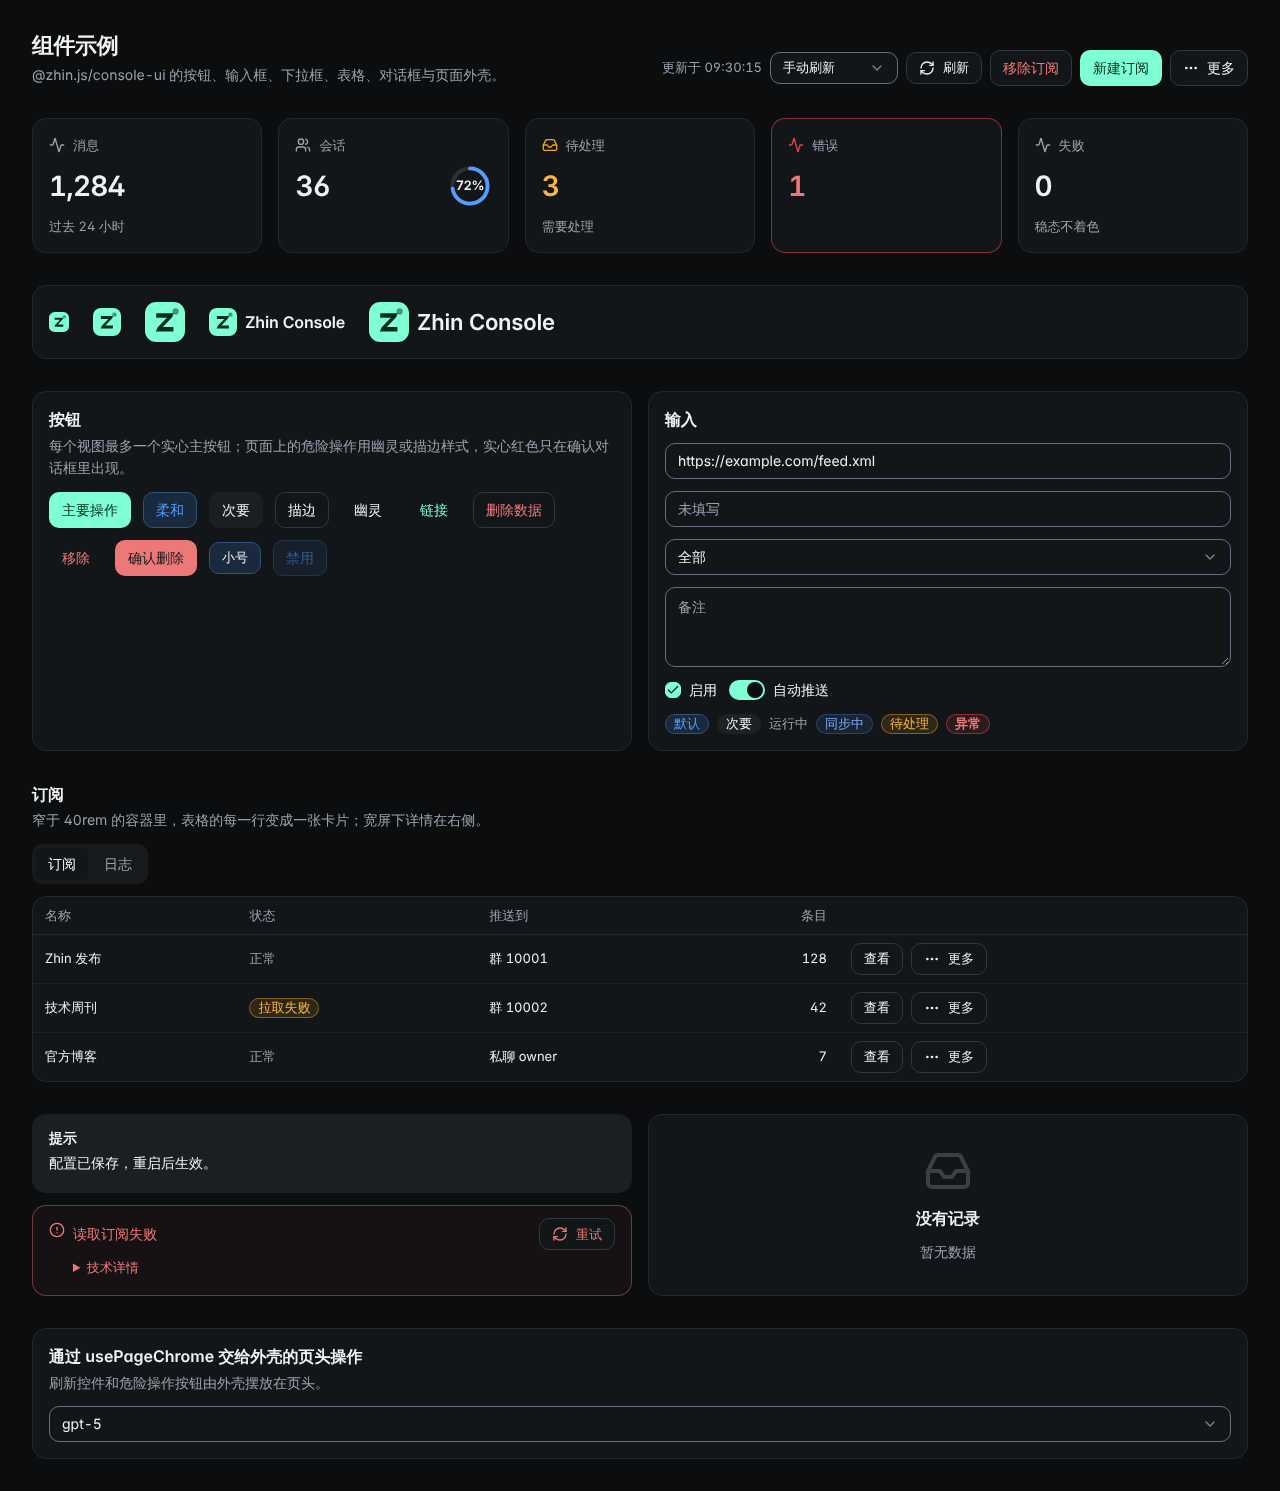 组件示例
@zhin.js/console-ui 的按钮、输入框、下拉框、表格、对话框与页面外壳。
更新于 09:30:15
手动刷新
刷新
移除订阅
新建订阅
更多
消息
1,284
过去 24 小时
会话
36
72%
待处理
3
需要处理
错误
1
失败
0
稳态不着色
Zhin Console
Zhin Console
按钮
每个视图最多一个实心主按钮；页面上的危险操作用幽灵或描边样式，实心红色只在确认对
话框里出现。
主要操作
柔和
次要
描边
幽灵
链接
删除数据
移除
确认删除
小号
禁用
输入
https://example.com/feed.xml
未填写
全部
备注
启用
自动推送
默认
次要
运行中
同步中
待处理
异常
订阅
窄于 40rem 的容器里，表格的每一行变成一张卡片；宽屏下详情在右侧。
订阅
日志
名称 状态 推送到 条目
Zhin 发布 正常 群 10001 128 查看 更多
技术周刊 拉取失败 群 10002 42 查看 更多
官方博客 正常 私聊 owner 7 查看 更多
提示
配置已保存，重启后生效。
读取订阅失败
重试
技术详情
没有记录
暂无数据
通过 usePageChrome 交给外壳的页头操作
刷新控件和危险操作按钮由外壳摆放在页头。
gpt-5